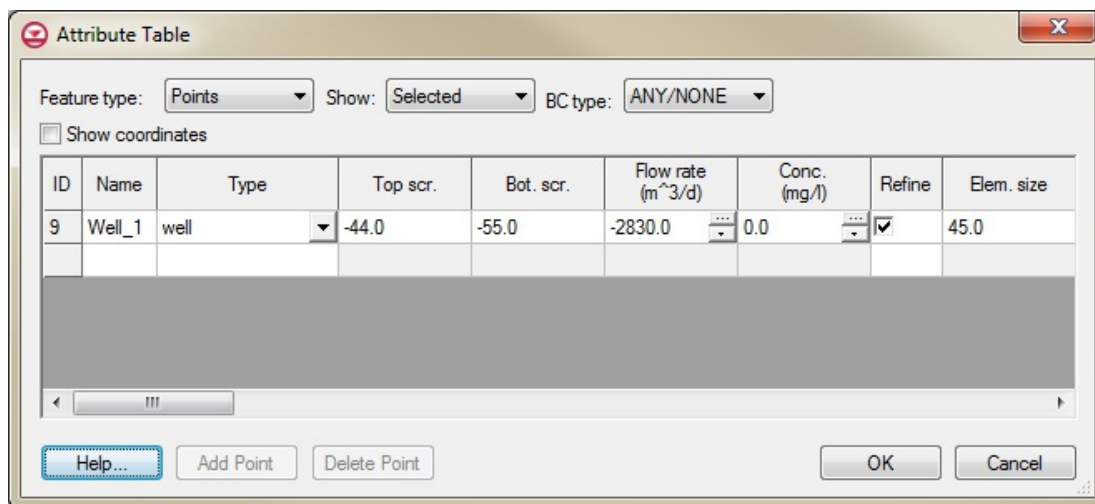 Attribute Table
Feature type: Points Show: Selected BC type: ANY/NONE
Show coordinates
ID Name Type Top scr. Bot. scr. Flow rate (m^3/d) Conc. (mg/l) Refine Elem. size
9 Well_1 well -44.0 -55.0 -2830.0 0.0 45.0
Help... Add Point Delete Point OK Cancel